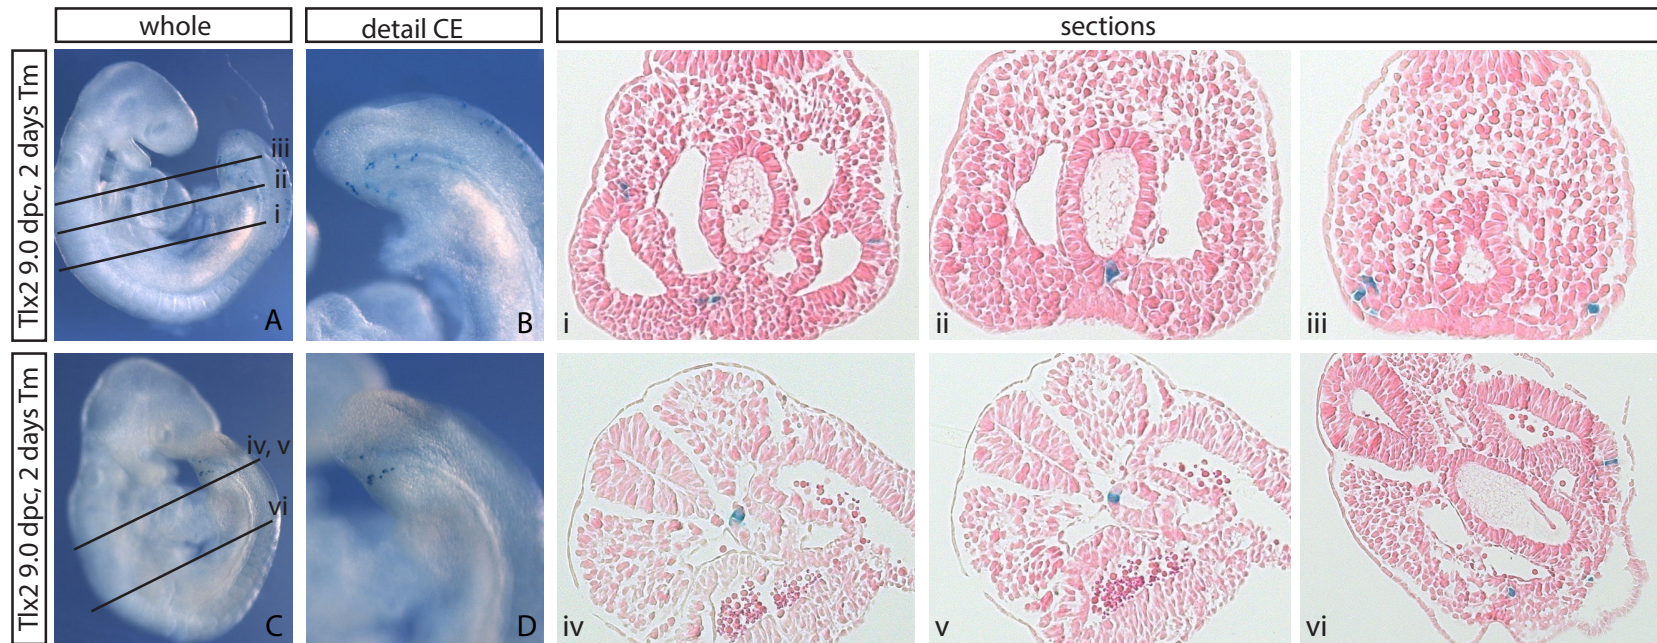 whole
detail CE
sections
Tlx2 9.0 dpc, 2 days Tm
iii
ii
i
A
B
i
ii
iii
Tlx2 9.0 dpc, 2 days Tm
iv, v
vi
C
D
iv
v
vi